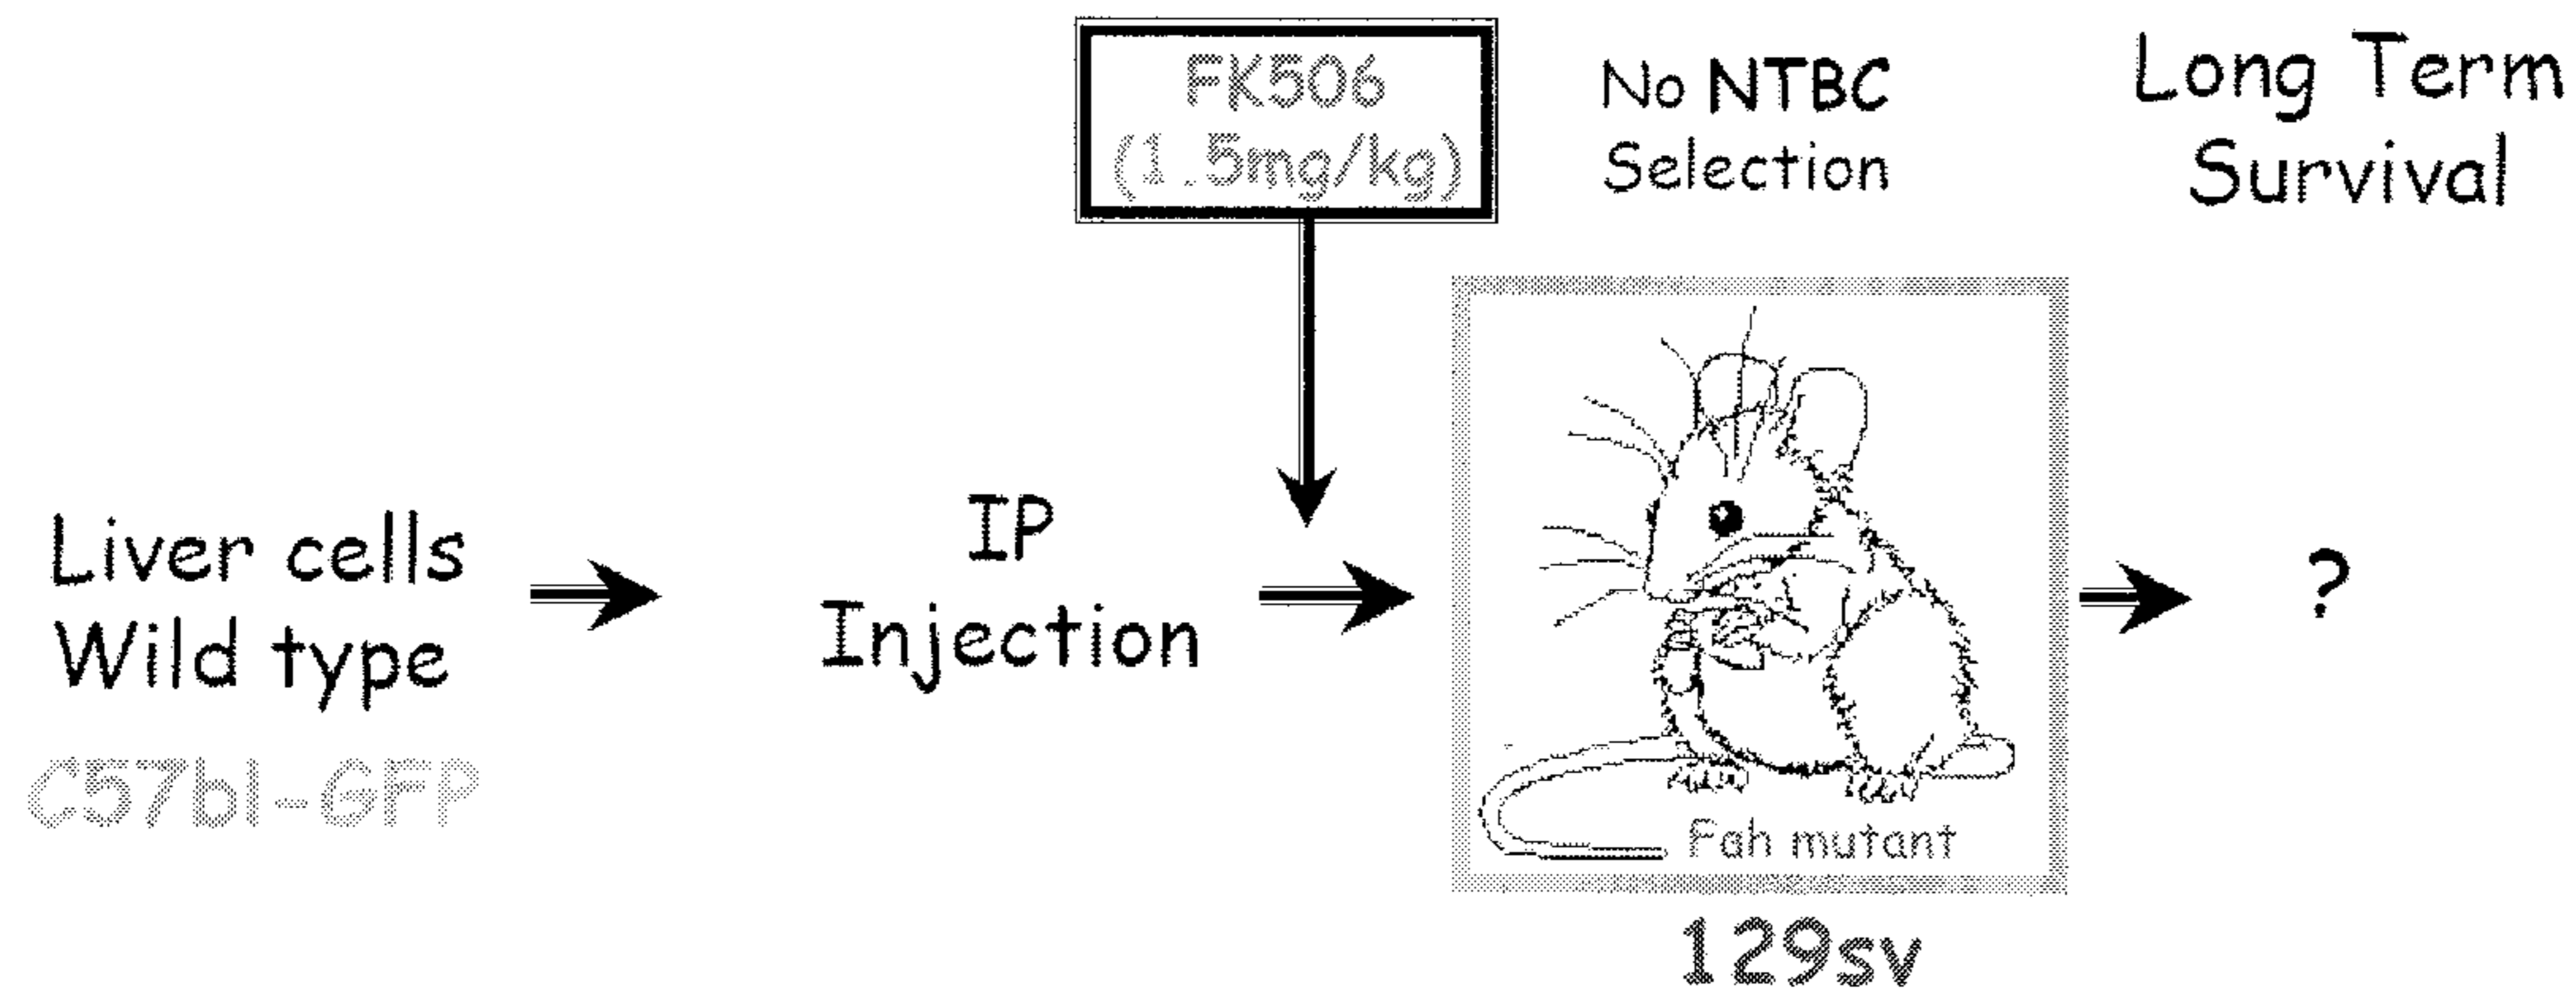 FK506
(1.5mg/kg)
No NTBC
Selection
Long Term
Survival
Liver cells
Wild type
C57bl-GFP
IP
Injection
?
Fah mutant
129sv